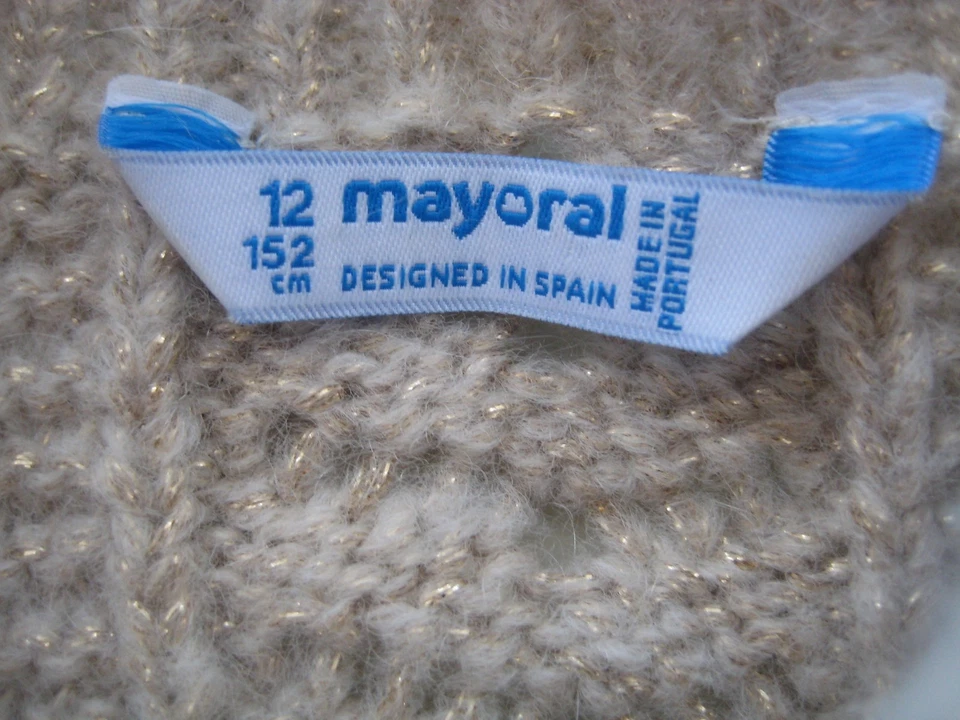 12
152
cm
mayoral
DESIGNED IN SPAIN
MADE IN
PORTUGAL